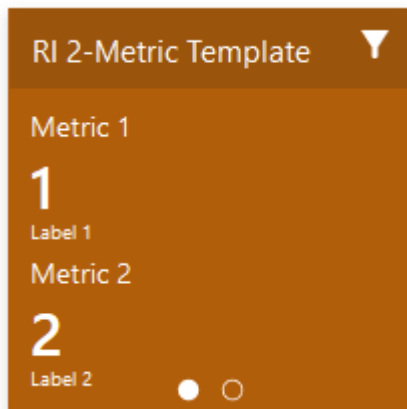 RI 2-Metric Template
Metric 1
1
Label 1
Metric 2
2
Label 2